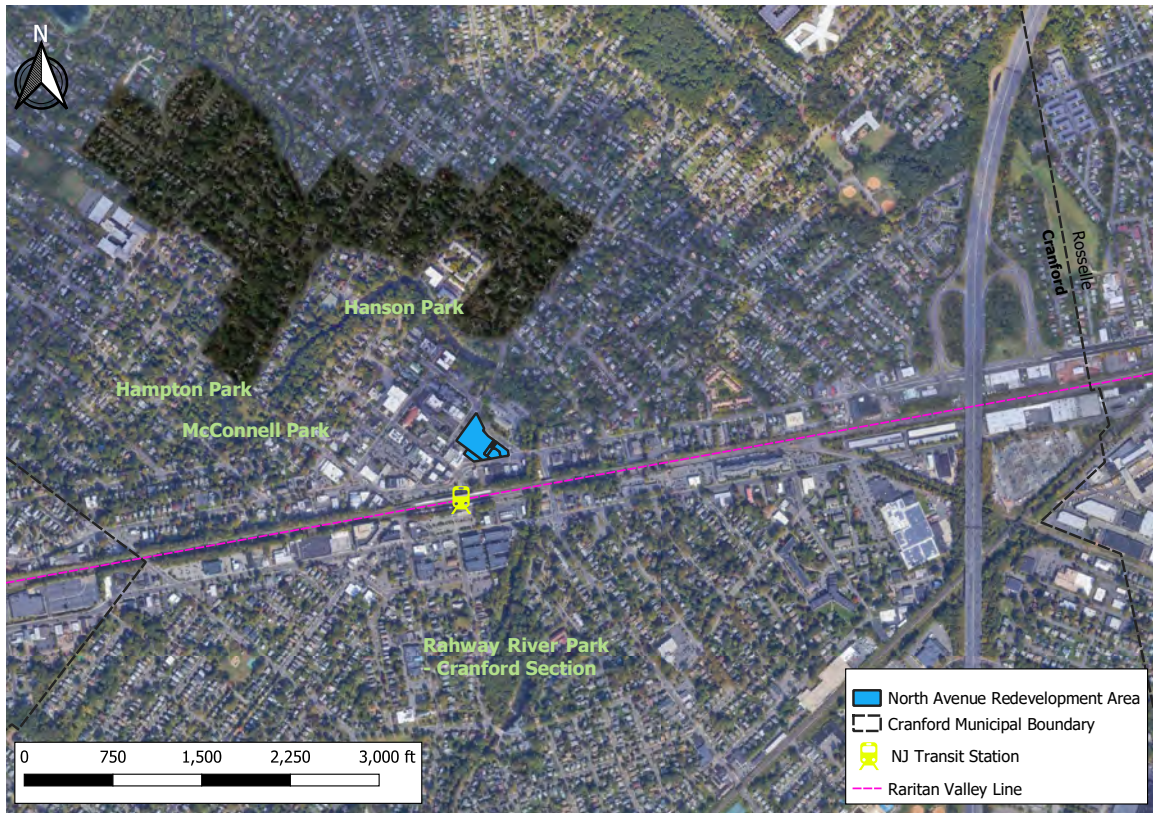 N
Rosselle
Cranford
Hanson Park
Hampton Park
McConnell Park
Rahway River Park
- Cranford Section
North Avenue Redevelopment Area
Cranford Municipal Boundary
NJ Transit Station
Raritan Valley Line
0 750 1,500 2,250 3,000 ft